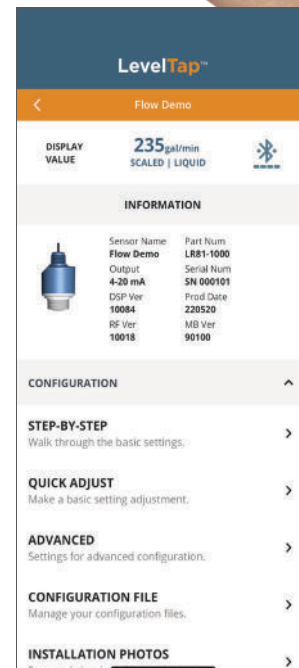 LevelTap™
Flow Demo
DISPLAY VALUE
235 gal/min
SCALED | LIQUID
INFORMATION
Sensor Name
Flow Demo
Output
4-20 mA
DSP Ver
10084
RF Ver
10018
Part Num
LR81-1000
Serial Num
SN 000101
Prod Date
220520
MB Ver
90100
CONFIGURATION
STEP-BY-STEP
Walk through the basic settings.
QUICK ADJUST
Make a basic setting adjustment.
ADVANCED
Settings for advanced configuration.
CONFIGURATION FILE
Manage your configuration files.
INSTALLATION PHOTOS